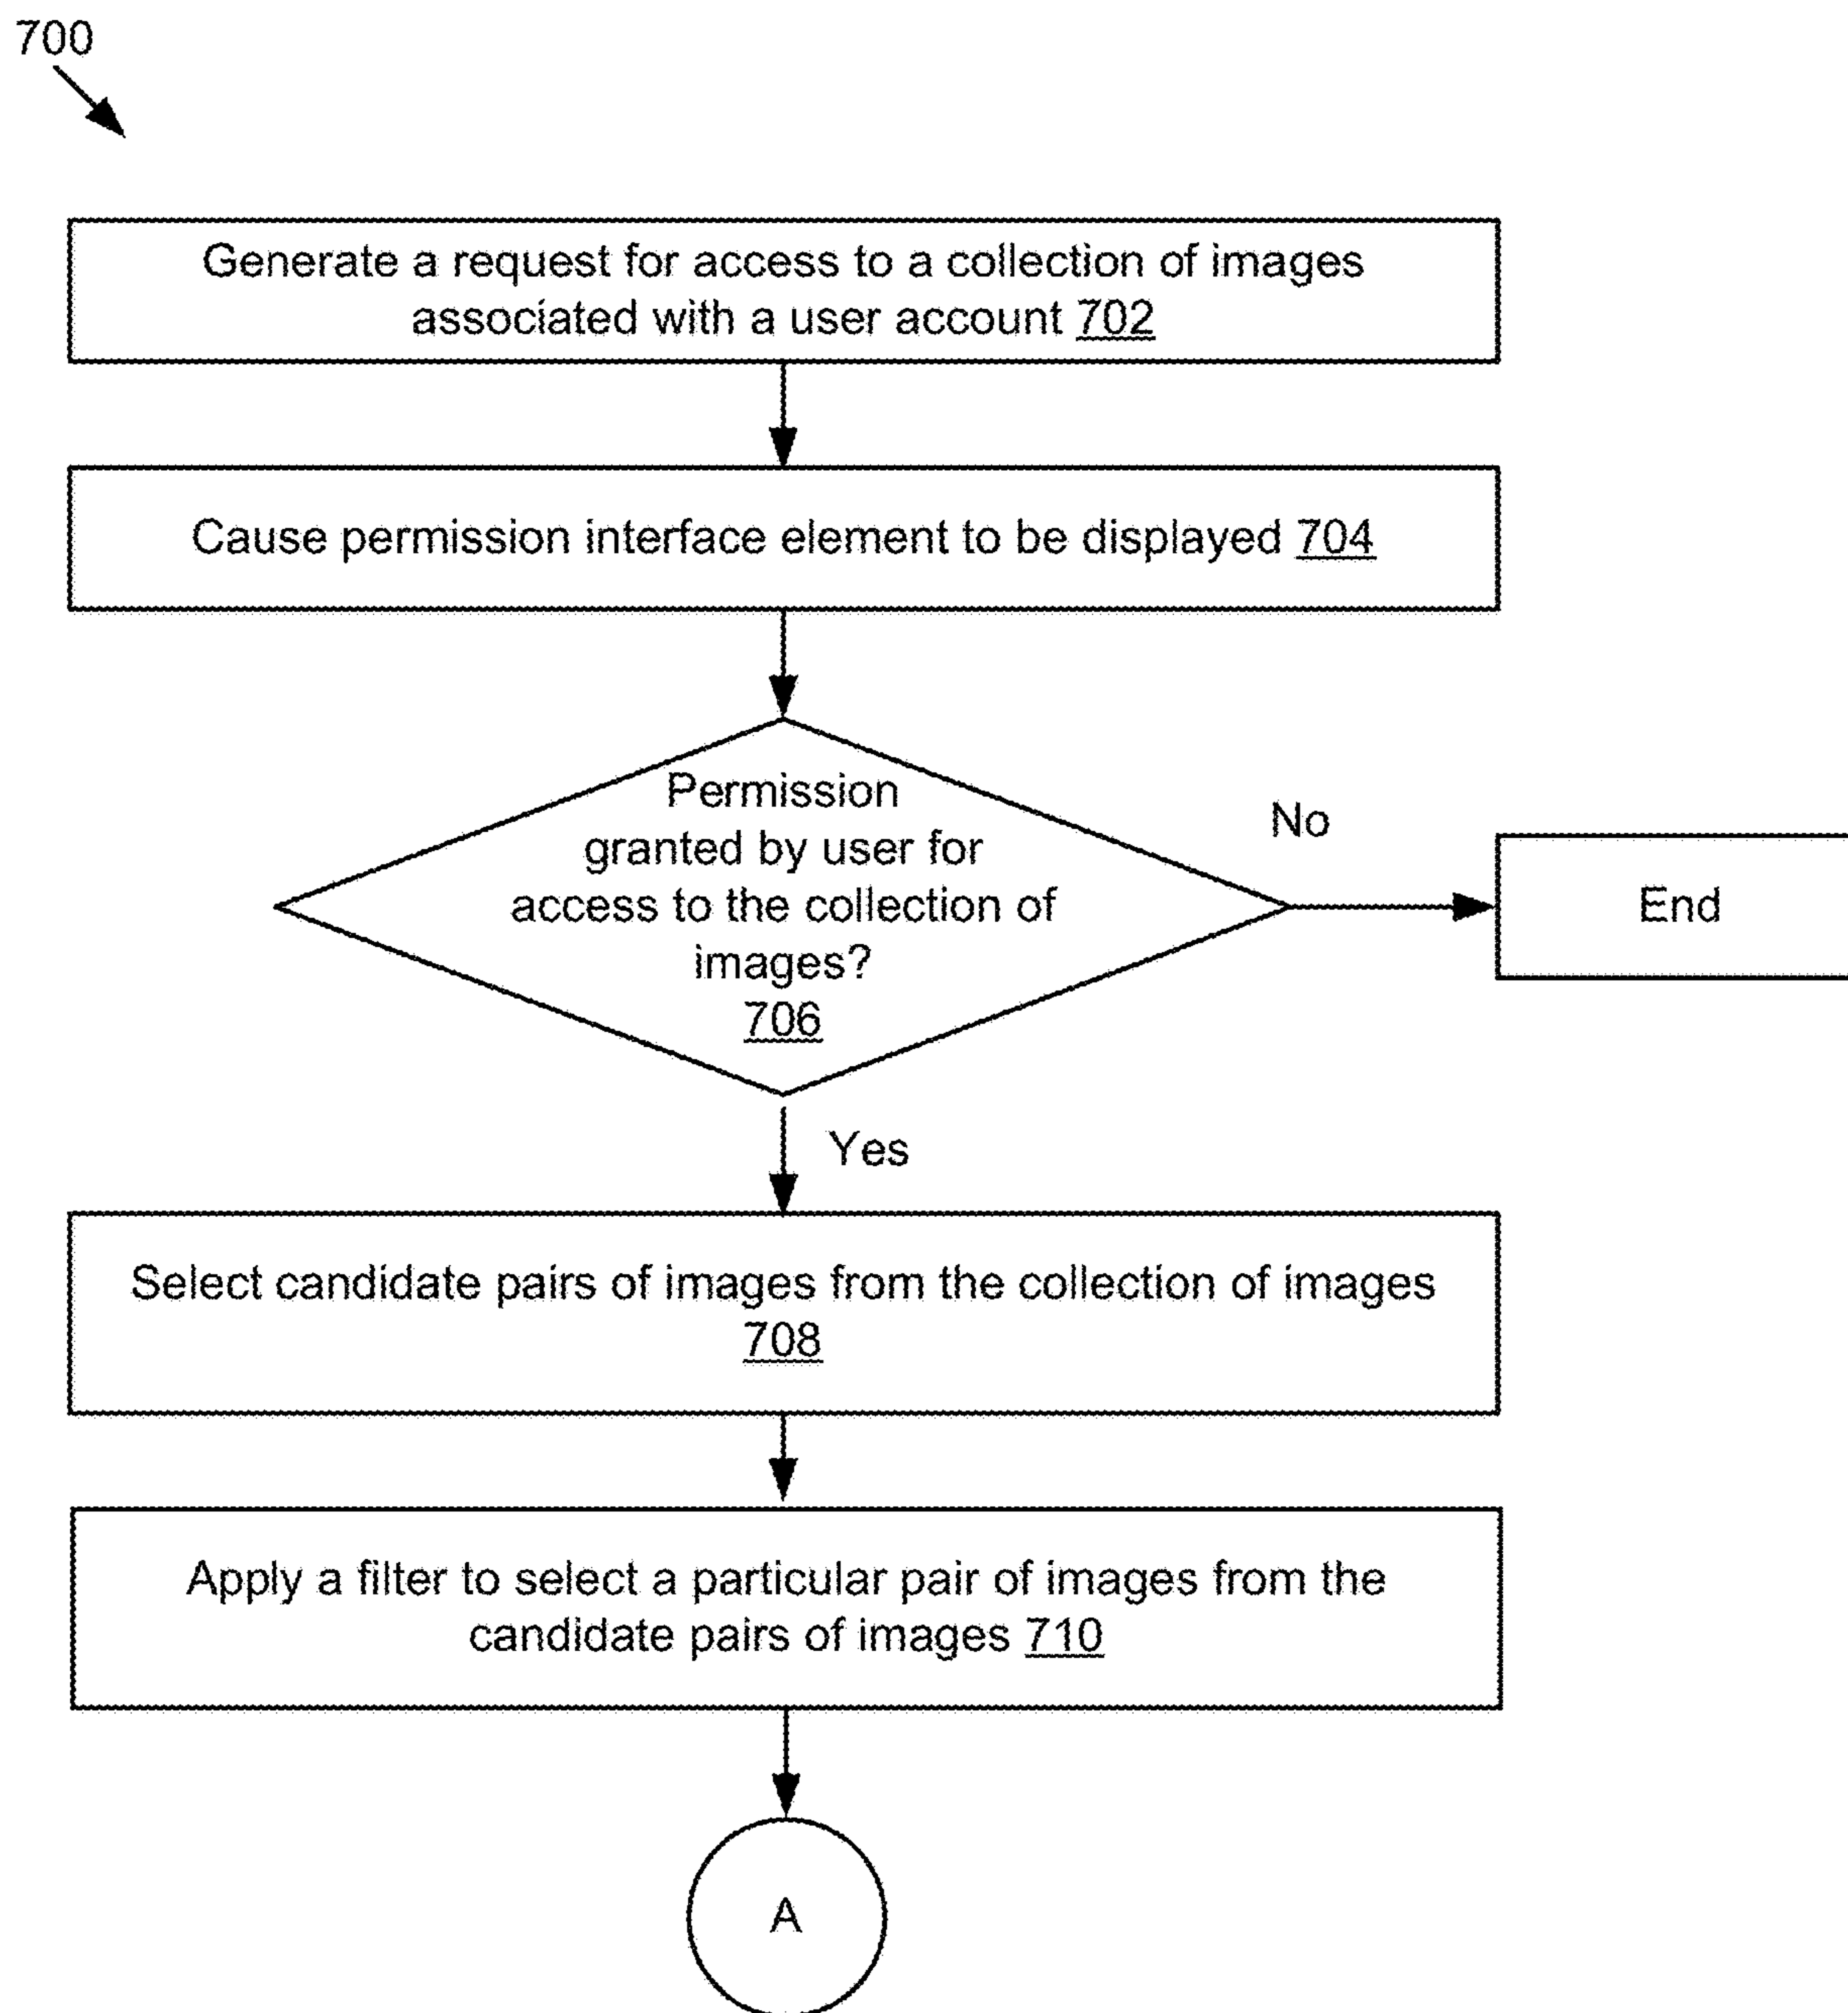 700
Generate a request for access to a collection of images
associated with a user account 702
Cause permission interface element to be displayed 704
Permission
granted by user for
access to the collection of
images?
706
No
End
Yes
Select candidate pairs of images from the collection of images
708
Apply a filter to select a particular pair of images from the
candidate pairs of images 710
A